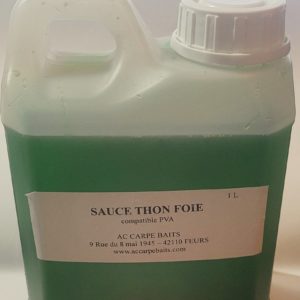 1 L
SAUCE THON FOIE
compatible PVA
AC CARPE BAITS
9 Rue du 8 mai 1945 – 42110 FEURS
www.accarpebaits.com